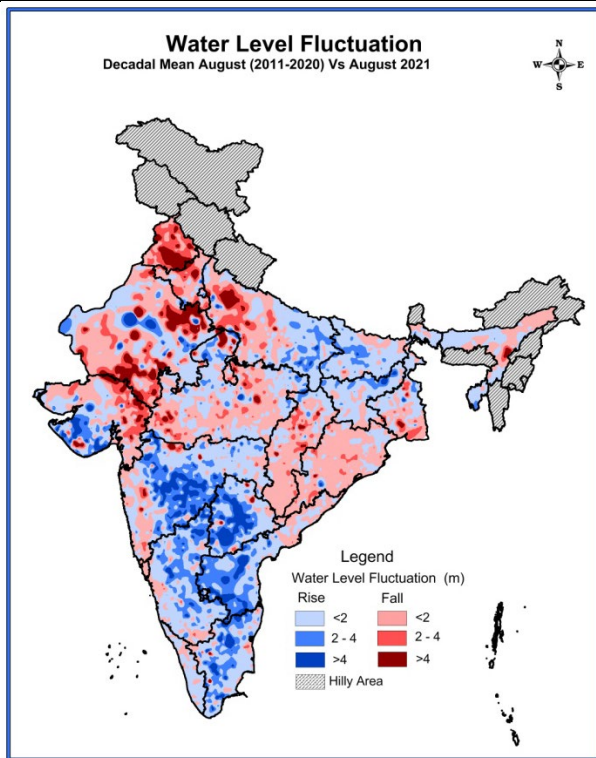 Water Level Fluctuation
Decadal Mean August (2011-2020) Vs August 2021
N
W E
S
Legend
Water Level Fluctuation (m)
Rise Fall
<2 <2
2 - 4 2 - 4
>4 >4
Hilly Area